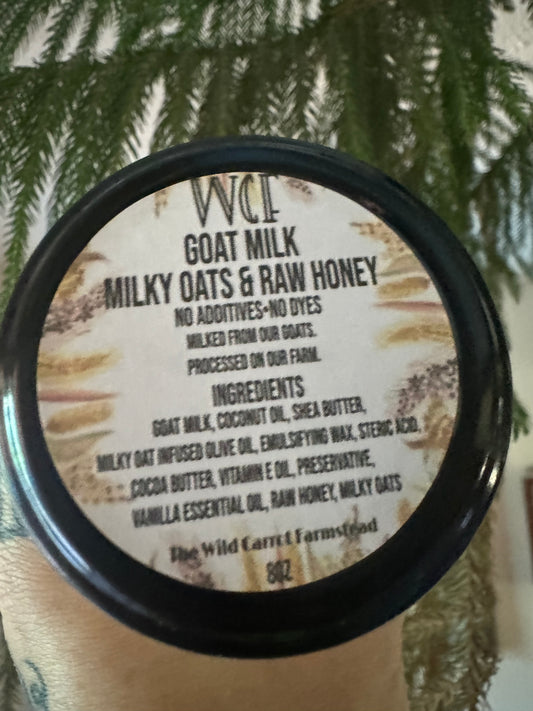 WCF
GOAT MILK
MILKY OATS & RAW HONEY
NO ADDITIVES•NO DYES
MILKED FROM OUR GOATS.
PROCESSED ON OUR FARM.
INGREDIENTS
GOAT MILK, COCONUT OIL, SHEA BUTTER,
MILKY OAT INFUSED OLIVE OIL, EMULSIFYING WAX, STERIC ACID,
COCOA BUTTER, VITAMIN E OIL, PRESERVATIVE,
VANILLA ESSENTIAL OIL, RAW HONEY, MILKY OATS
The Wild Carrot Farmstead
8OZ